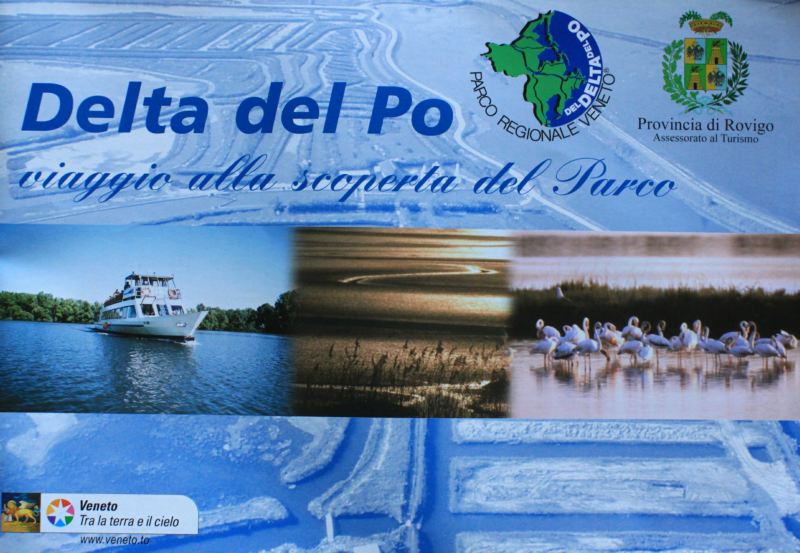 Delta del Po
viaggio alla scoperta del Parco
DEL DELTA DEL PO
PARCO REGIONALE VENETO®
Provincia di Rovigo
Assessorato al Turismo
Veneto
Tra la terra e il cielo
www.veneto.to